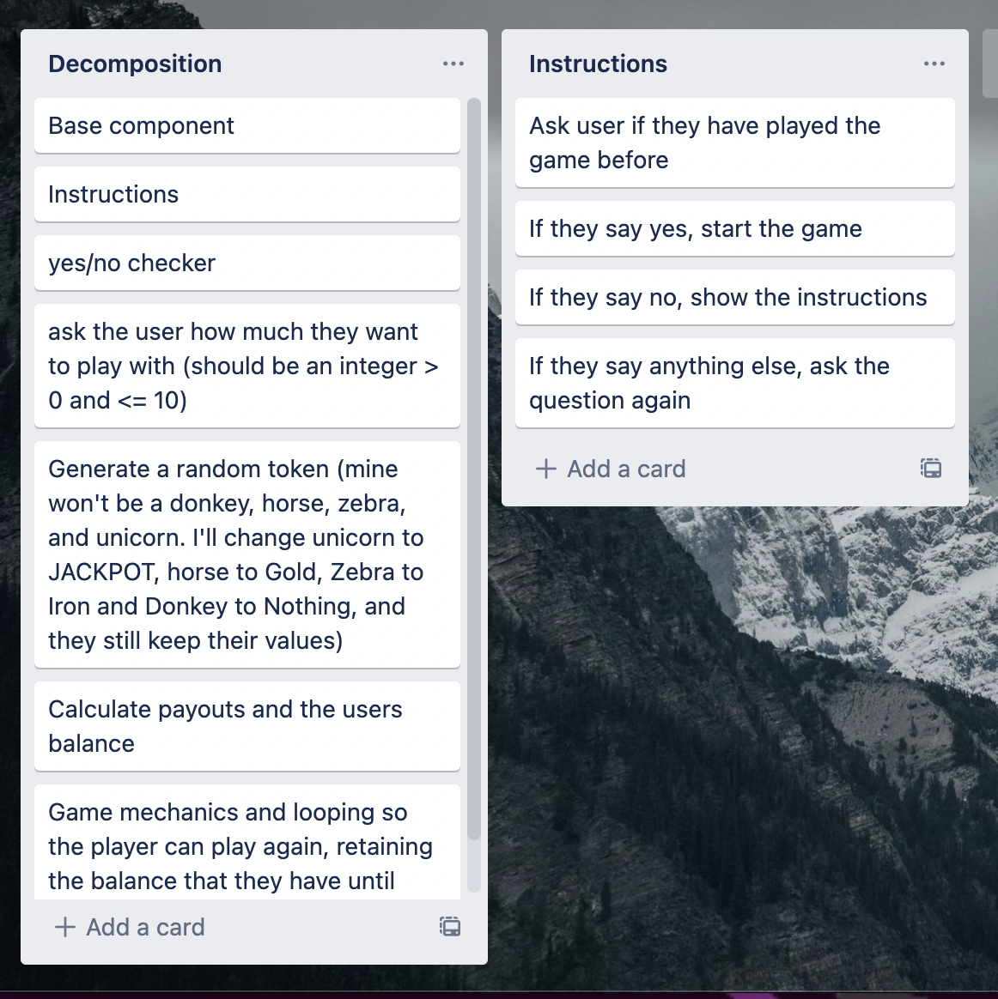 Decomposition
Base component
Instructions
yes/no checker
ask the user how much they want
to play with (should be an integer >
0 and <= 10)
Generate a random token (mine
won't be a donkey, horse, zebra,
and unicorn. I'll change unicorn to
JACKPOT, horse to Gold, Zebra to
Iron and Donkey to Nothing, and
they still keep their values)
Calculate payouts and the users
balance
Game mechanics and looping so
the player can play again, retaining
the balance that they have until
Add a card
Instructions
Ask user if they have played the
game before
If they say yes, start the game
If they say no, show the instructions
If they say anything else, ask the
question again
Add a card